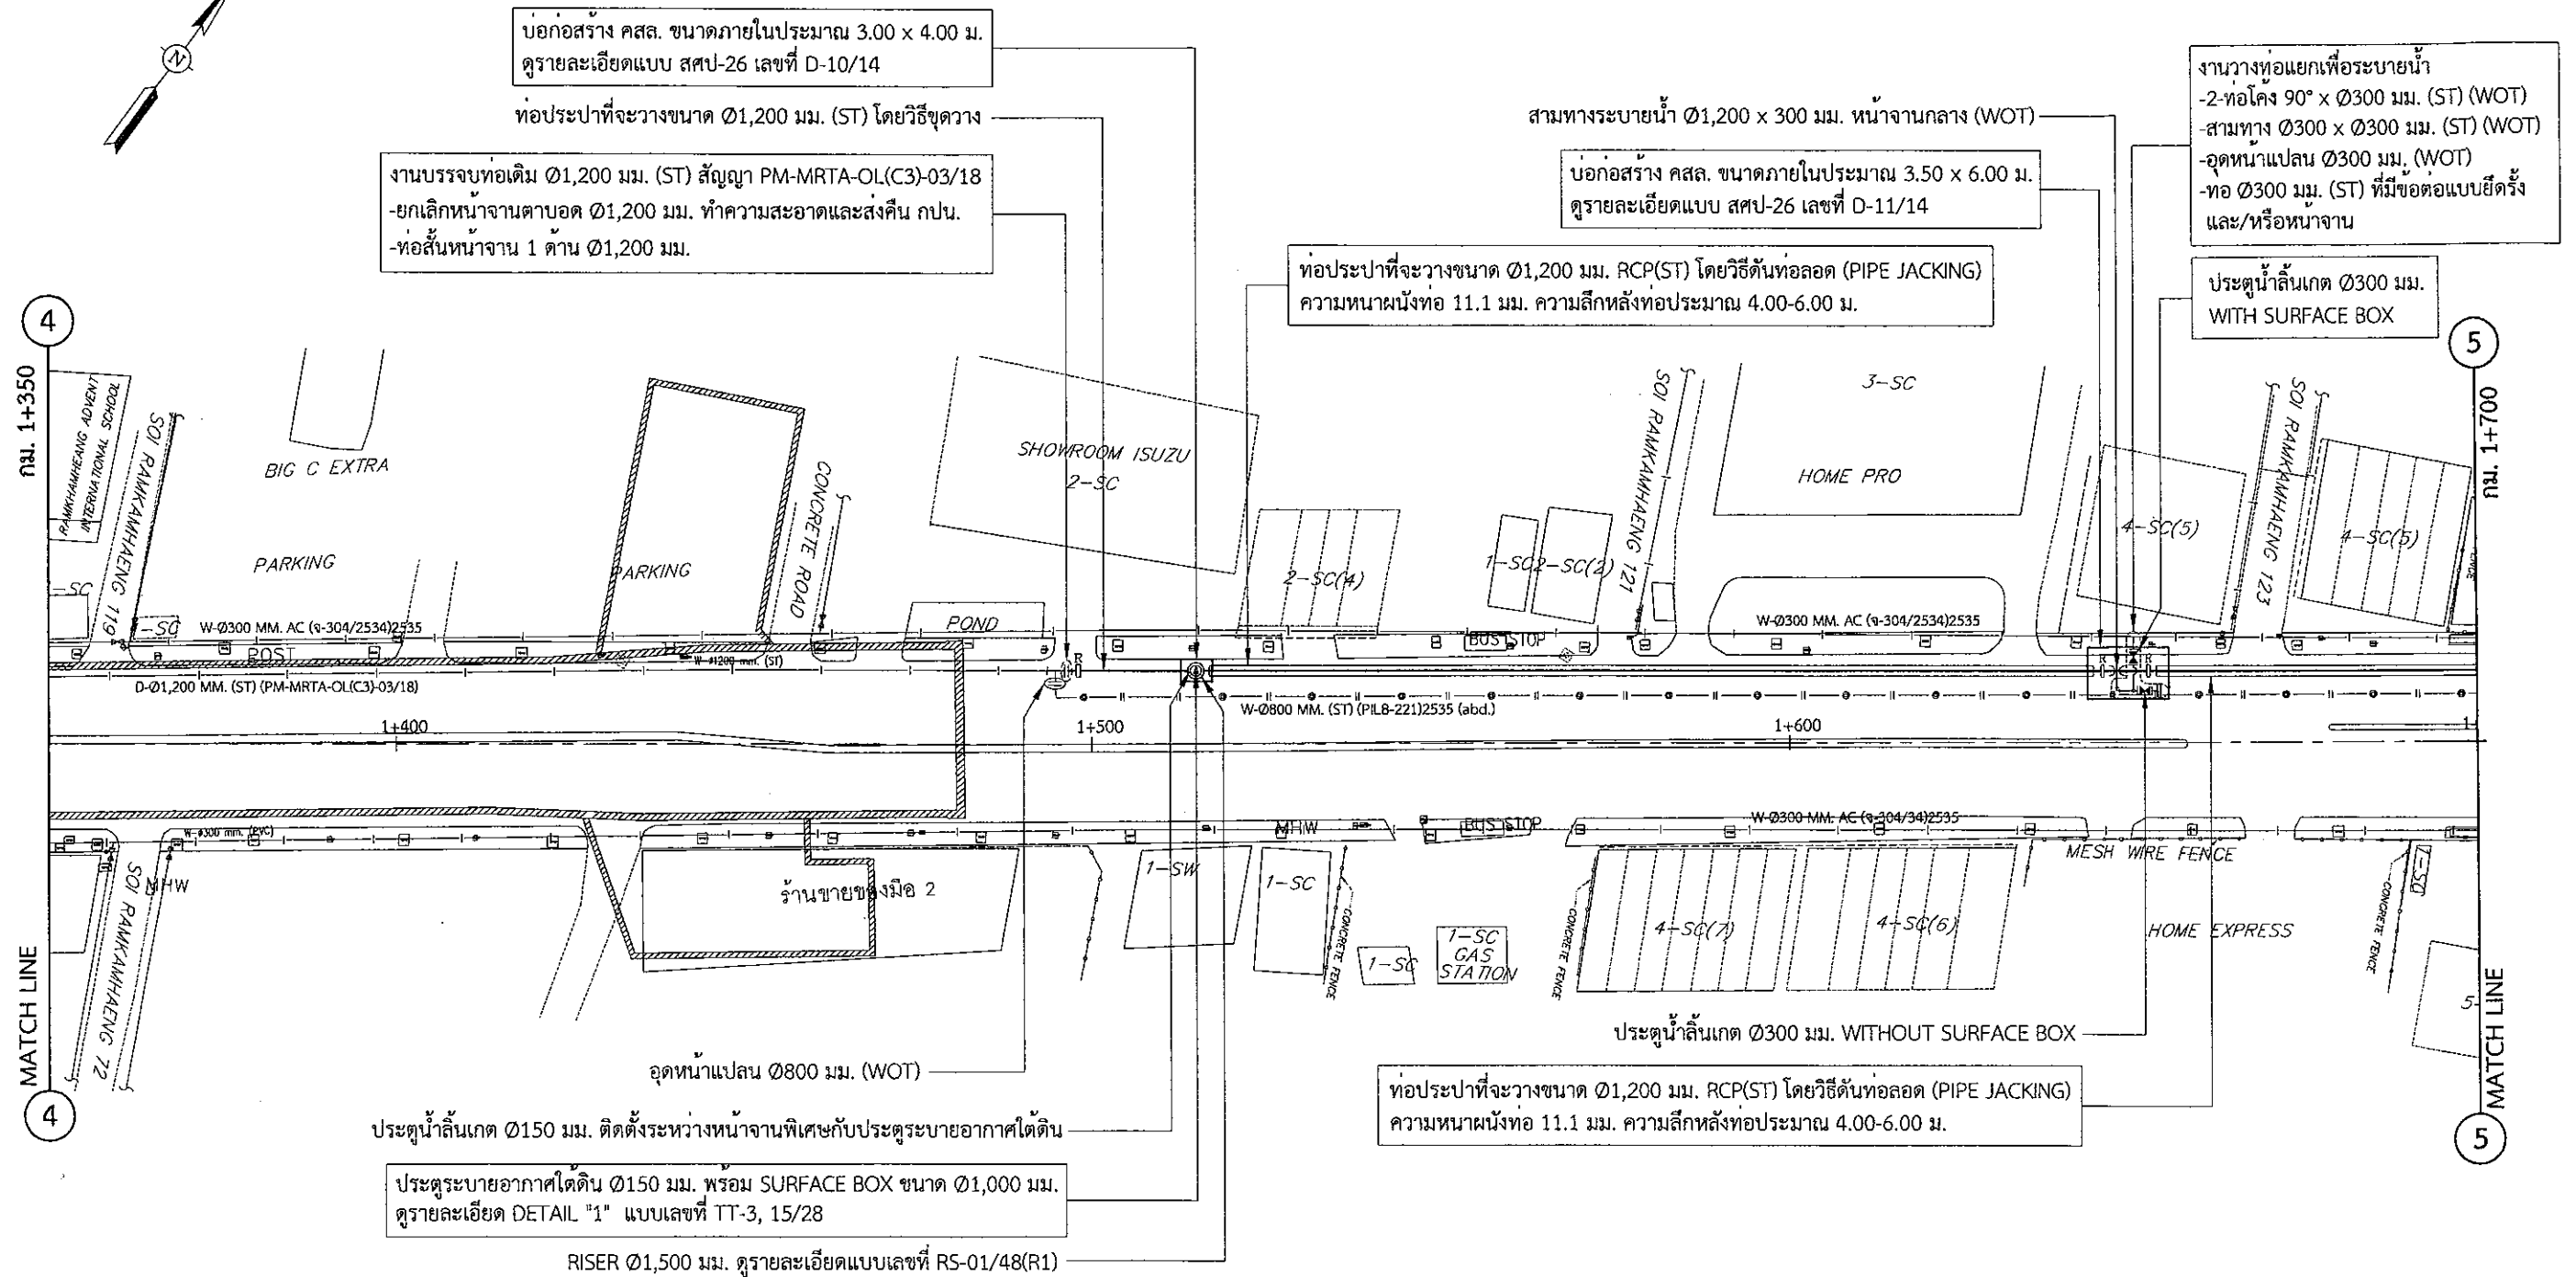 บ่อก่อสร้าง คสล. ขนาดภายในประมาณ 3.00 x 4.00 ม.
ดูรายละเอียดแบบ สศป-26 เลขที่ D-10/14
ท่อประปาที่จะวางขนาด Ø1,200 มม. (ST) โดยวิธีขุดวาง
งานบรรจบท่อเดิม Ø1,200 มม. (ST) สัญญา PM-MRTA-OL(C3)-03/18
-ยกเลิกหน้าจานตาบอด Ø1,200 มม. ทำความสะอาดและส่งคืน กปน.
-ท่อสั้นหน้าจาน 1 ด้าน Ø1,200 มม.
สามทางระบายน้ำ Ø1,200 x 300 มม. หน้าจานกลาง (WOT)
บ่อก่อสร้าง คสล. ขนาดภายในประมาณ 3.50 x 6.00 ม.
ดูรายละเอียดแบบ สศป-26 เลขที่ D-11/14
ท่อประปาที่จะวางขนาด Ø1,200 มม. RCP(ST) โดยวิธีดันท่อลอด (PIPE JACKING)
ความหนาผนังท่อ 11.1 มม. ความลึกหลังท่อประมาณ 4.00-6.00 ม.
งานวางท่อแยกเพื่อระบายน้ำ
-2-ท่อโค้ง 90° x Ø300 มม. (ST) (WOT)
-สามทาง Ø300 x Ø300 มม. (ST) (WOT)
-อุดหน้าแปลน Ø300 มม. (WOT)
-ทอ Ø300 มม. (ST) ที่มีข้อต่อแบบยึดรั้ง
และ/หรือหน้าจาน
ประตูน้ำลิ้นเกต Ø300 มม.
WITH SURFACE BOX
N
4
กม. 1+350
5
กม. 1+700
RAMKHAMHEANG ADVENT
INTERNATIONAL SCHOOL
SOI RAMKAMHAENG 119
BIG C EXTRA
PARKING
PARKING
CONCRETE ROAD
SHOWROOM ISUZU
2-SC
POND
2-SC(4)
1-SC
2-SC(2)
SOI RAMKAMHAENG 121
3-SC
HOME PRO
4-SC(5)
SOI RAMKAMHAENG 123
4-SC(5)
-SC
-SC
W-Ø300 MM. AC (จ-304/2534)2535
POST
W-Ø1200 mm. (ST)
D-Ø1,200 MM. (ST) (PM-MRTA-OL(C3)-03/18)
R
BUS STOP
W-Ø300 MM. AC (จ-304/2534)2535
R
R
W-Ø800 MM. (ST) (PIL8-221)2535 (abd.)
1+400
1+500
1+600
1+
W-Ø300 mm. (PVC)
MHW
SOI RAMKAMHAENG 72
MHW
BUS STOP
W-Ø300 MM. AC (จ-304/34)2535
MESH WIRE FENCE
ร้านขายของมือ 2
1-SW
1-SC
CONCRETE FENCE
1-SC
1-SC
GAS
STATION
CONCRETE FENCE
4-SC(7)
4-SC(6)
HOME EXPRESS
CONCRETE FENCE
1-SC
5-
MATCH LINE
4
MATCH LINE
5
อุดหน้าแปลน Ø800 มม. (WOT)
ประตูน้ำลิ้นเกต Ø300 มม. WITHOUT SURFACE BOX
ท่อประปาที่จะวางขนาด Ø1,200 มม. RCP(ST) โดยวิธีดันท่อลอด (PIPE JACKING)
ความหนาผนังท่อ 11.1 มม. ความลึกหลังท่อประมาณ 4.00-6.00 ม.
ประตูน้ำลิ้นเกต Ø150 มม. ติดตั้งระหว่างหน้าจานพิเศษกับประตูระบายอากาศใต้ดิน
ประตูระบายอากาศใต้ดิน Ø150 มม. พร้อม SURFACE BOX ขนาด Ø1,000 มม.
ดูรายละเอียด DETAIL "1" แบบเลขที่ TT-3, 15/28
RISER Ø1,500 มม. ดูรายละเอียดแบบเลขที่ RS-01/48(R1)